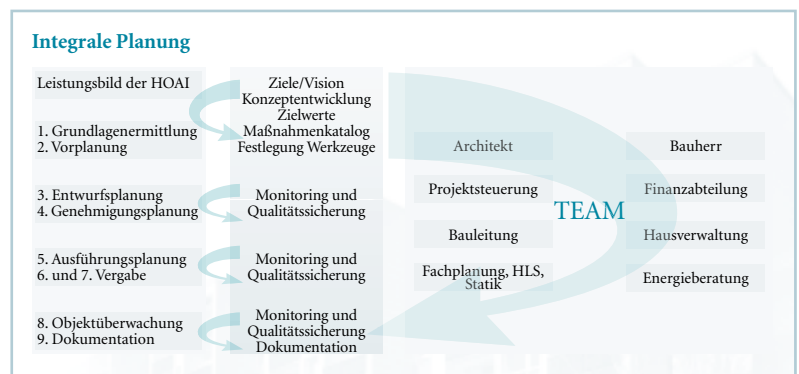 Integrale Planung
Leistungsbild der HOAI
1. Grundlagenermittlung
2. Vorplanung
3. Entwurfsplanung
4. Genehmigungsplanung
5. Ausführungsplanung
6. und 7. Vergabe
8. Objektüberwachung
9. Dokumentation
Ziele/Vision
Konzeptentwicklung
Zielwerte
Maßnahmenkatalog
Festlegung Werkzeuge
Monitoring und
Qualitätssicherung
Monitoring und
Qualitätssicherung
Monitoring und
Qualitätssicherung
Dokumentation
Architekt
Projektsteuerung
Bauleitung
Fachplanung, HLS,
Statik
TEAM
Bauherr
Finanzabteilung
Hausverwaltung
Energieberatung